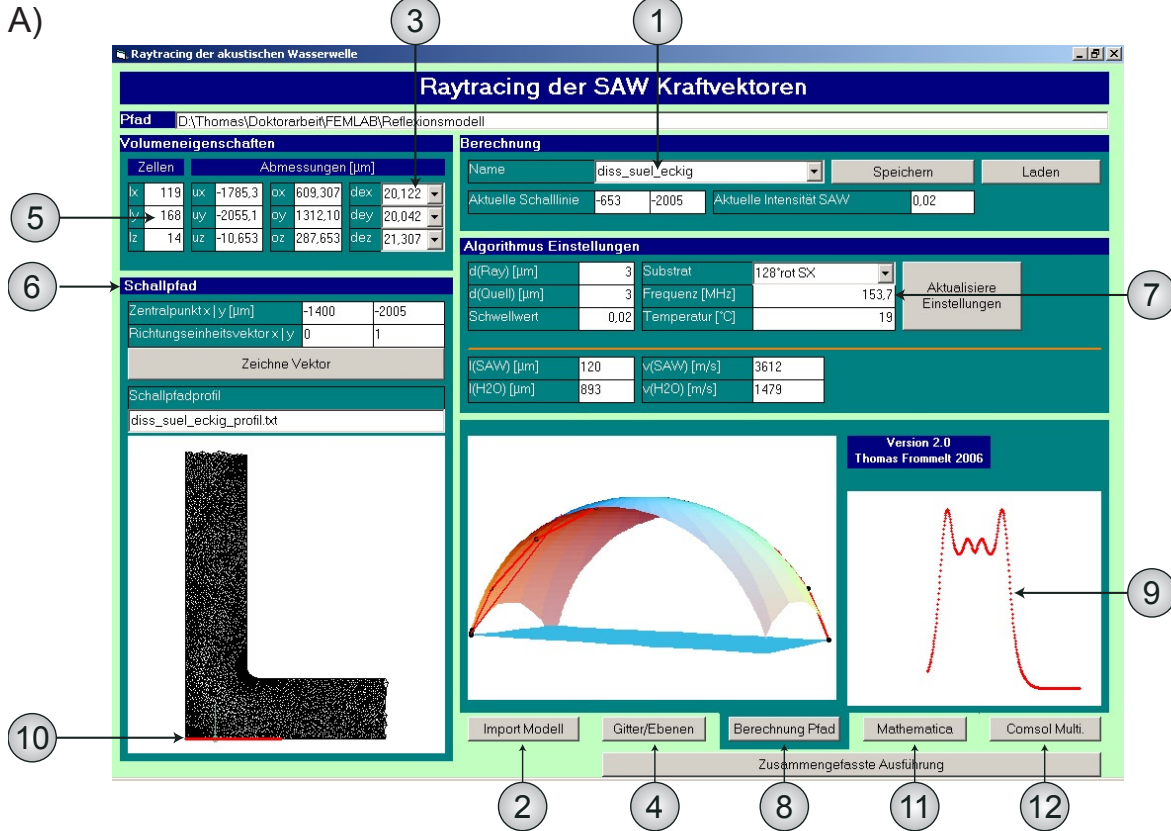 A)
3
1
Raytracing der akustischen Wasserwelle
Raytracing der SAW Kraftvektoren
Pfad D:\Thomas\Doktorarbeit\FEMLAB\Reflexionsmodell
Volumeneigenschaften
Zellen Abmessungen [µm]
lx 119 ux -1785,3 ox 609,307 dex 20,122
ly 168 uy -2055,1 oy 1312,10 dey 20,042
lz 14 uz -10,653 oz 287,653 dez 21,307
5
Berechnung
Name diss_suel_eckig Speichern Laden
Aktuelle Schalllinie -653 -2005 Aktuelle Intensität SAW 0,02
6
Schallpfad
Zentralpunkt x | y [µm] -1400 -2005
Richtungseinheitsvektor x | y 0 1
Zeichne Vektor
Schallpfadprofil
diss_suel_eckig_profil.txt
Algorithmus Einstellungen
d(Ray) [µm] 3 Substrat 128°rot SX
d(Quell) [µm] 3 Frequenz [MHz] 153,7
Schwellwert 0,02 Temperatur [°C] 19
Aktualisiere
Einstellungen
7
l(SAW) [µm] 120 v(SAW) [m/s] 3612
l(H2O) [µm] 893 v(H2O) [m/s] 1479
Version 2.0
Thomas Frommelt 2006
9
10
Import Modell Gitter/Ebenen Berechnung Pfad Mathematica Comsol Multi.
Zusammengefasste Ausführung
2 4 8 11 12